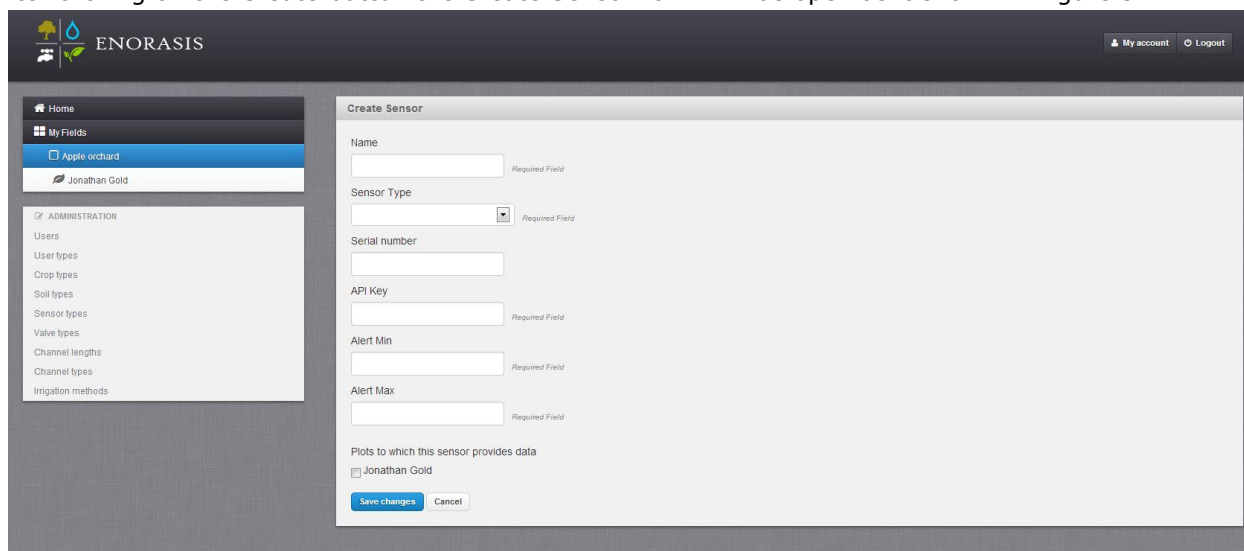 ENORASIS
My account Logout
Home
My Fields
Apple orchard
Jonathan Gold
ADMINISTRATION
Users
User types
Crop types
Soil types
Sensor types
Valve types
Channel lengths
Channel types
Irrigation methods
Create Sensor
Name
Required Field
Sensor Type
Required Field
Serial number
API Key
Required Field
Alert Min
Required Field
Alert Max
Required Field
Plots to which this sensor provides data
Jonathan Gold
Save changes Cancel